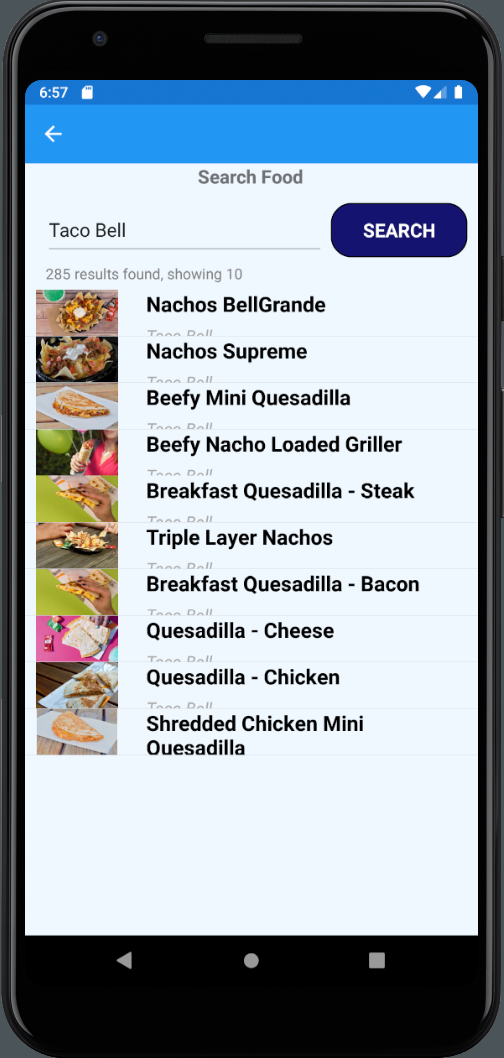 6:57
Search Food
Taco Bell
SEARCH
285 results found, showing 10
Nachos BellGrande
Taco Bell
Nachos Supreme
Taco Bell
Beefy Mini Quesadilla
Taco Bell
Beefy Nacho Loaded Griller
Taco Bell
Breakfast Quesadilla - Steak
Taco Bell
Triple Layer Nachos
Taco Bell
Breakfast Quesadilla - Bacon
Taco Bell
Quesadilla - Cheese
Taco Bell
Quesadilla - Chicken
Taco Bell
Shredded Chicken Mini
Quesadilla